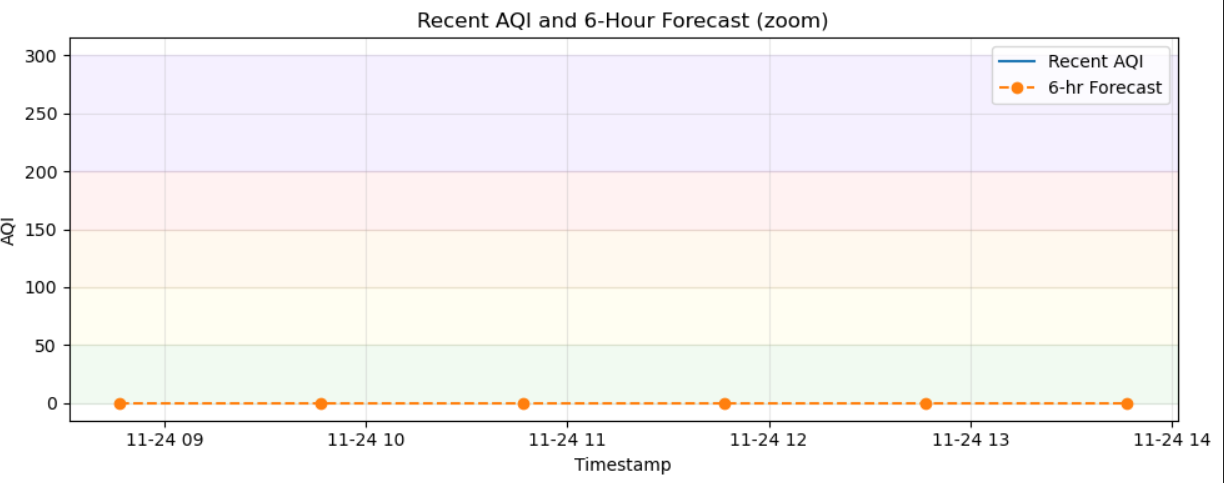 Recent AQI and 6-Hour Forecast (zoom)
Recent AQI
6-hr Forecast
AQI
300
250
200
150
100
50
0
11-24 09
11-24 10
11-24 11
11-24 12
11-24 13
11-24 14
Timestamp